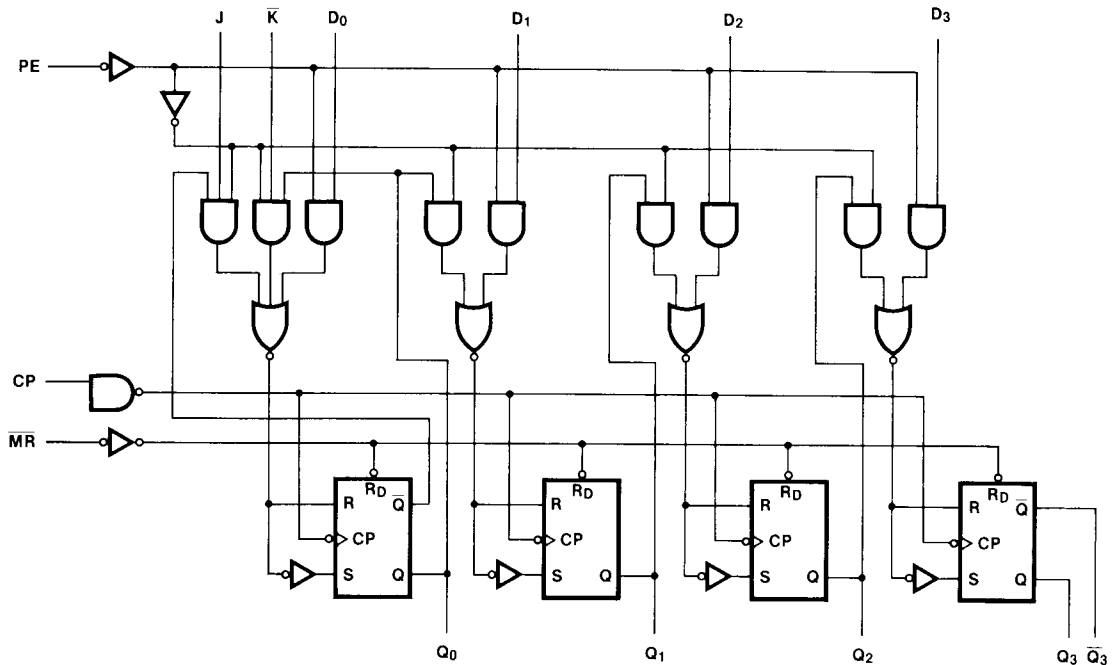 J K̅ D0 D1 D2 D3
PE
CP
M̅R̅
RD RD RD RD
R Q̅ R R R Q̅
CP CP CP CP
S Q S Q S Q S Q
Q0 Q1 Q2 Q3 Q̅3